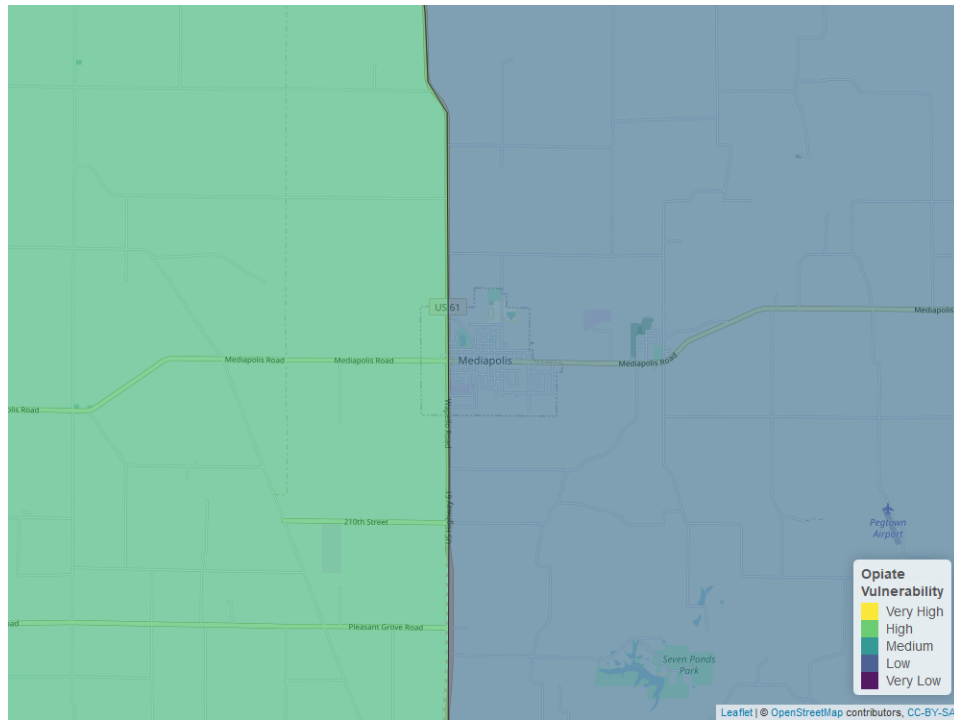 US 61
Mediapolis Road
Mediapolis Road
Mediapolis
Mediapolis Road
Mediapolis
olis Road
Wapello Road
210th Street
Pegtown
Airport
Pleasant Grove Road
oad
Seven Ponds
Park
Opiate
Vulnerability
Very High
High
Medium
Low
Very Low
Leaflet | © OpenStreetMap contributors, CC-BY-SA